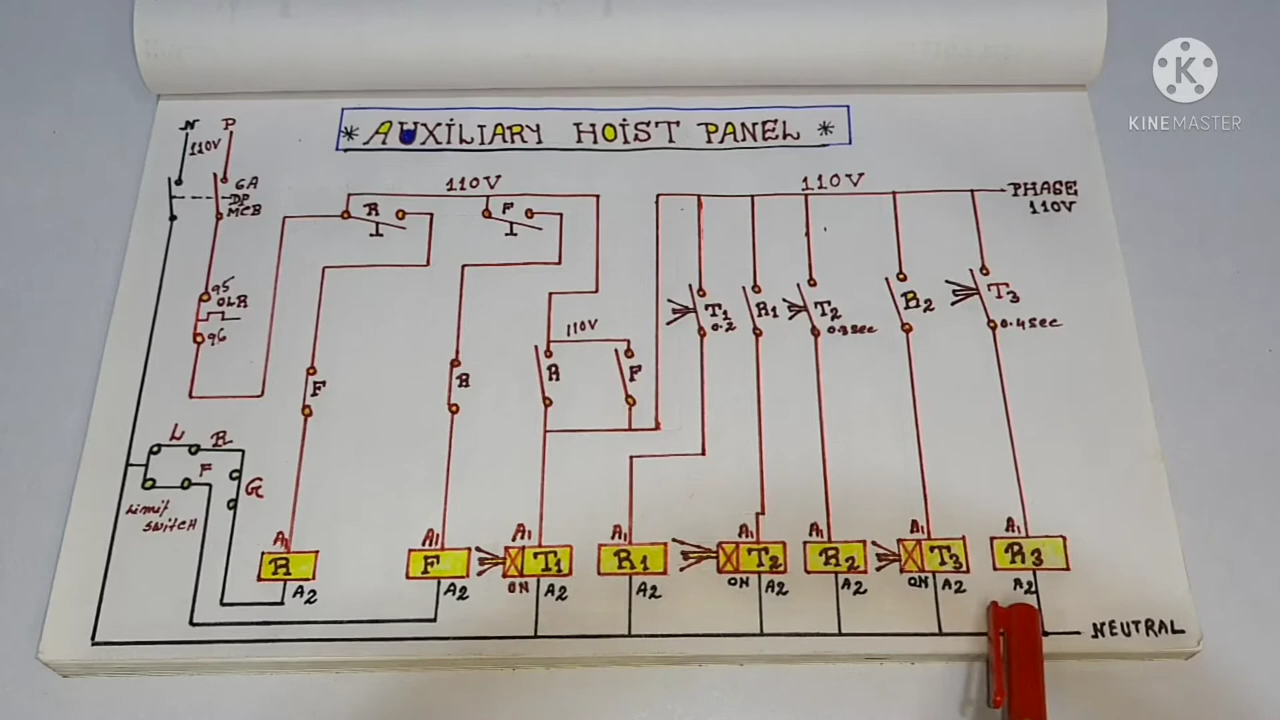 * AUXILIARY HOIST PANEL *
KINEMASTER
N P
110V
6A
DP
MCB
95
OLR
96
R
F
110V
110V
PHASE
110V
F
R
110V
R
F
T1
0.2
R1
T2
0.3sec
R2
T3
0.4sec
L
R
F
G
Limit
Switch
A1
R
A2
A1
F
A2
A1
T1
ON
A2
A1
R1
A2
A1
T2
ON
A2
A1
R2
A2
A1
T3
ON
A2
A1
R3
A2
NEUTRAL